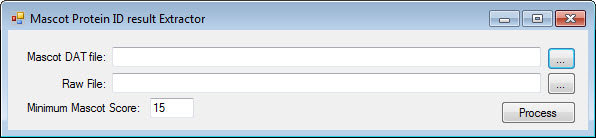 Mascot Protein ID result Extractor
Mascot DAT file: ...
Raw File: ...
Minimum Mascot Score: 15
Process